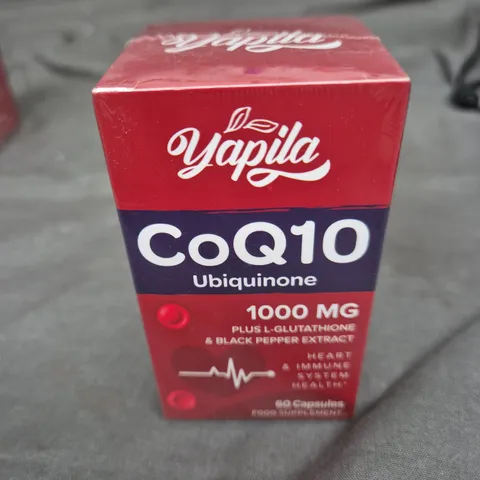 Yapila
Yapila
CoQ10
Ubiquinone
1000 MG
PLUS L-GLUTATHIONE
& BLACK PEPPER EXTRACT
HEART
& IMMUNE
SYSTEM
HEALTH*
60 Capsules
FOOD SUPPLEMENT